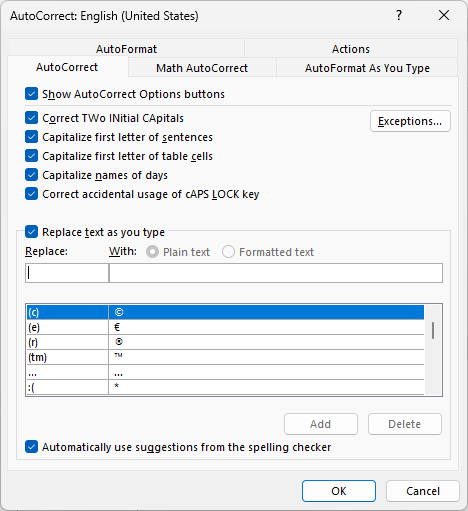 AutoCorrect: English (United States)
?
AutoFormat Actions
AutoCorrect Math AutoCorrect AutoFormat As You Type
Show AutoCorrect Options buttons
Correct TWo INitial CApitals
Exceptions...
Capitalize first letter of sentences
Capitalize first letter of table cells
Capitalize names of days
Correct accidental usage of cAPS LOCK key
Replace text as you type
Replace: With: Plain text Formatted text
(c) ©
(e) €
(r) ®
(tm) ™
... …
:( *
Add Delete
Automatically use suggestions from the spelling checker
OK Cancel